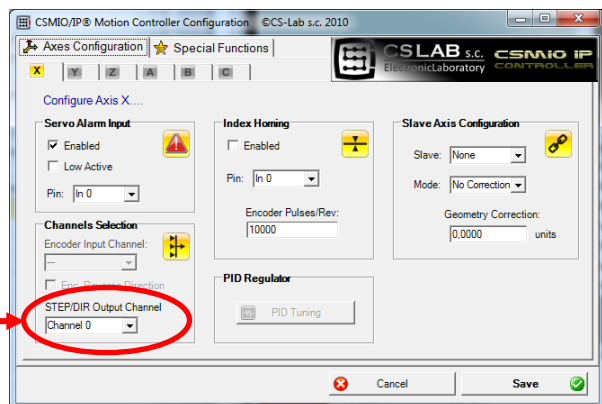 CSMIO/IP® Motion Controller Configuration ©CS-Lab s.c. 2010
Axes Configuration Special Functions
CSLAB s.c.
ElectronicLaboratory
CSMIO IP
CONTROLLER
X Y Z A B C
Configure Axis X....
Servo Alarm Input
Enabled
Low Active
Pin: In 0
Index Homing
Enabled
Pin: In 0
Encoder Pulses/Rev:
10000
Slave Axis Configuration
Slave: None
Mode: No Correction
Geometry Correction:
0.0000 units
Channels Selection
Encoder Input Channel:
---
Enc. Reverse Direction
STEP/DIR Output Channel
Channel 0
PID Regulator
PID Tuning
Cancel Save